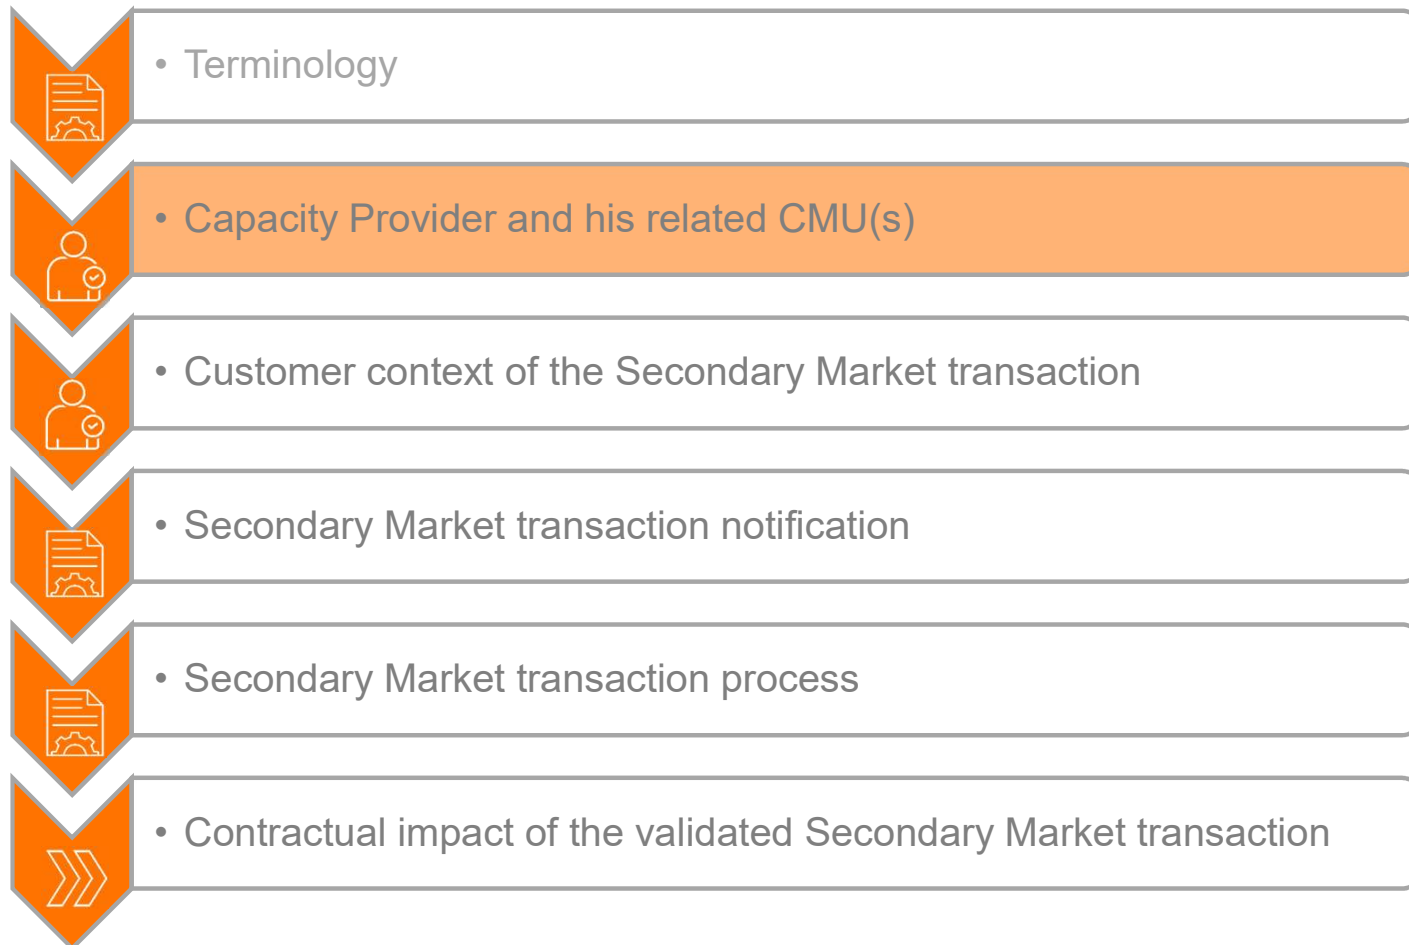 • Terminology
• Capacity Provider and his related CMU(s)
• Customer context of the Secondary Market transaction
• Secondary Market transaction notification
• Secondary Market transaction process
• Contractual impact of the validated Secondary Market transaction